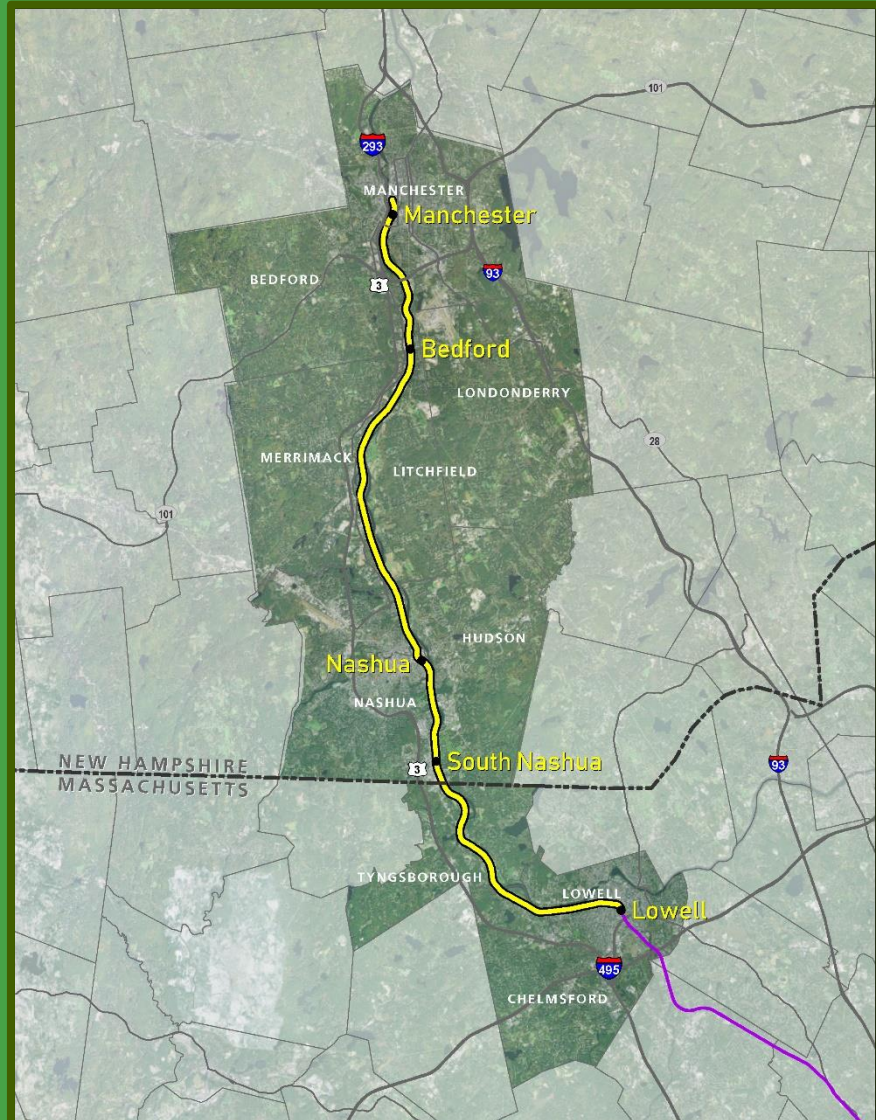 101
293
MANCHESTER
Manchester
BEDFORD
93
3
Bedford
LONDONDERRY
28
MERRIMACK
LITCHFIELD
101
HUDSON
Nashua
NASHUA
South Nashua
NEW HAMPSHIRE
3
93
MASSACHUSETTS
TYNGSBOROUGH
LOWELL
Lowell
495
CHELMSFORD